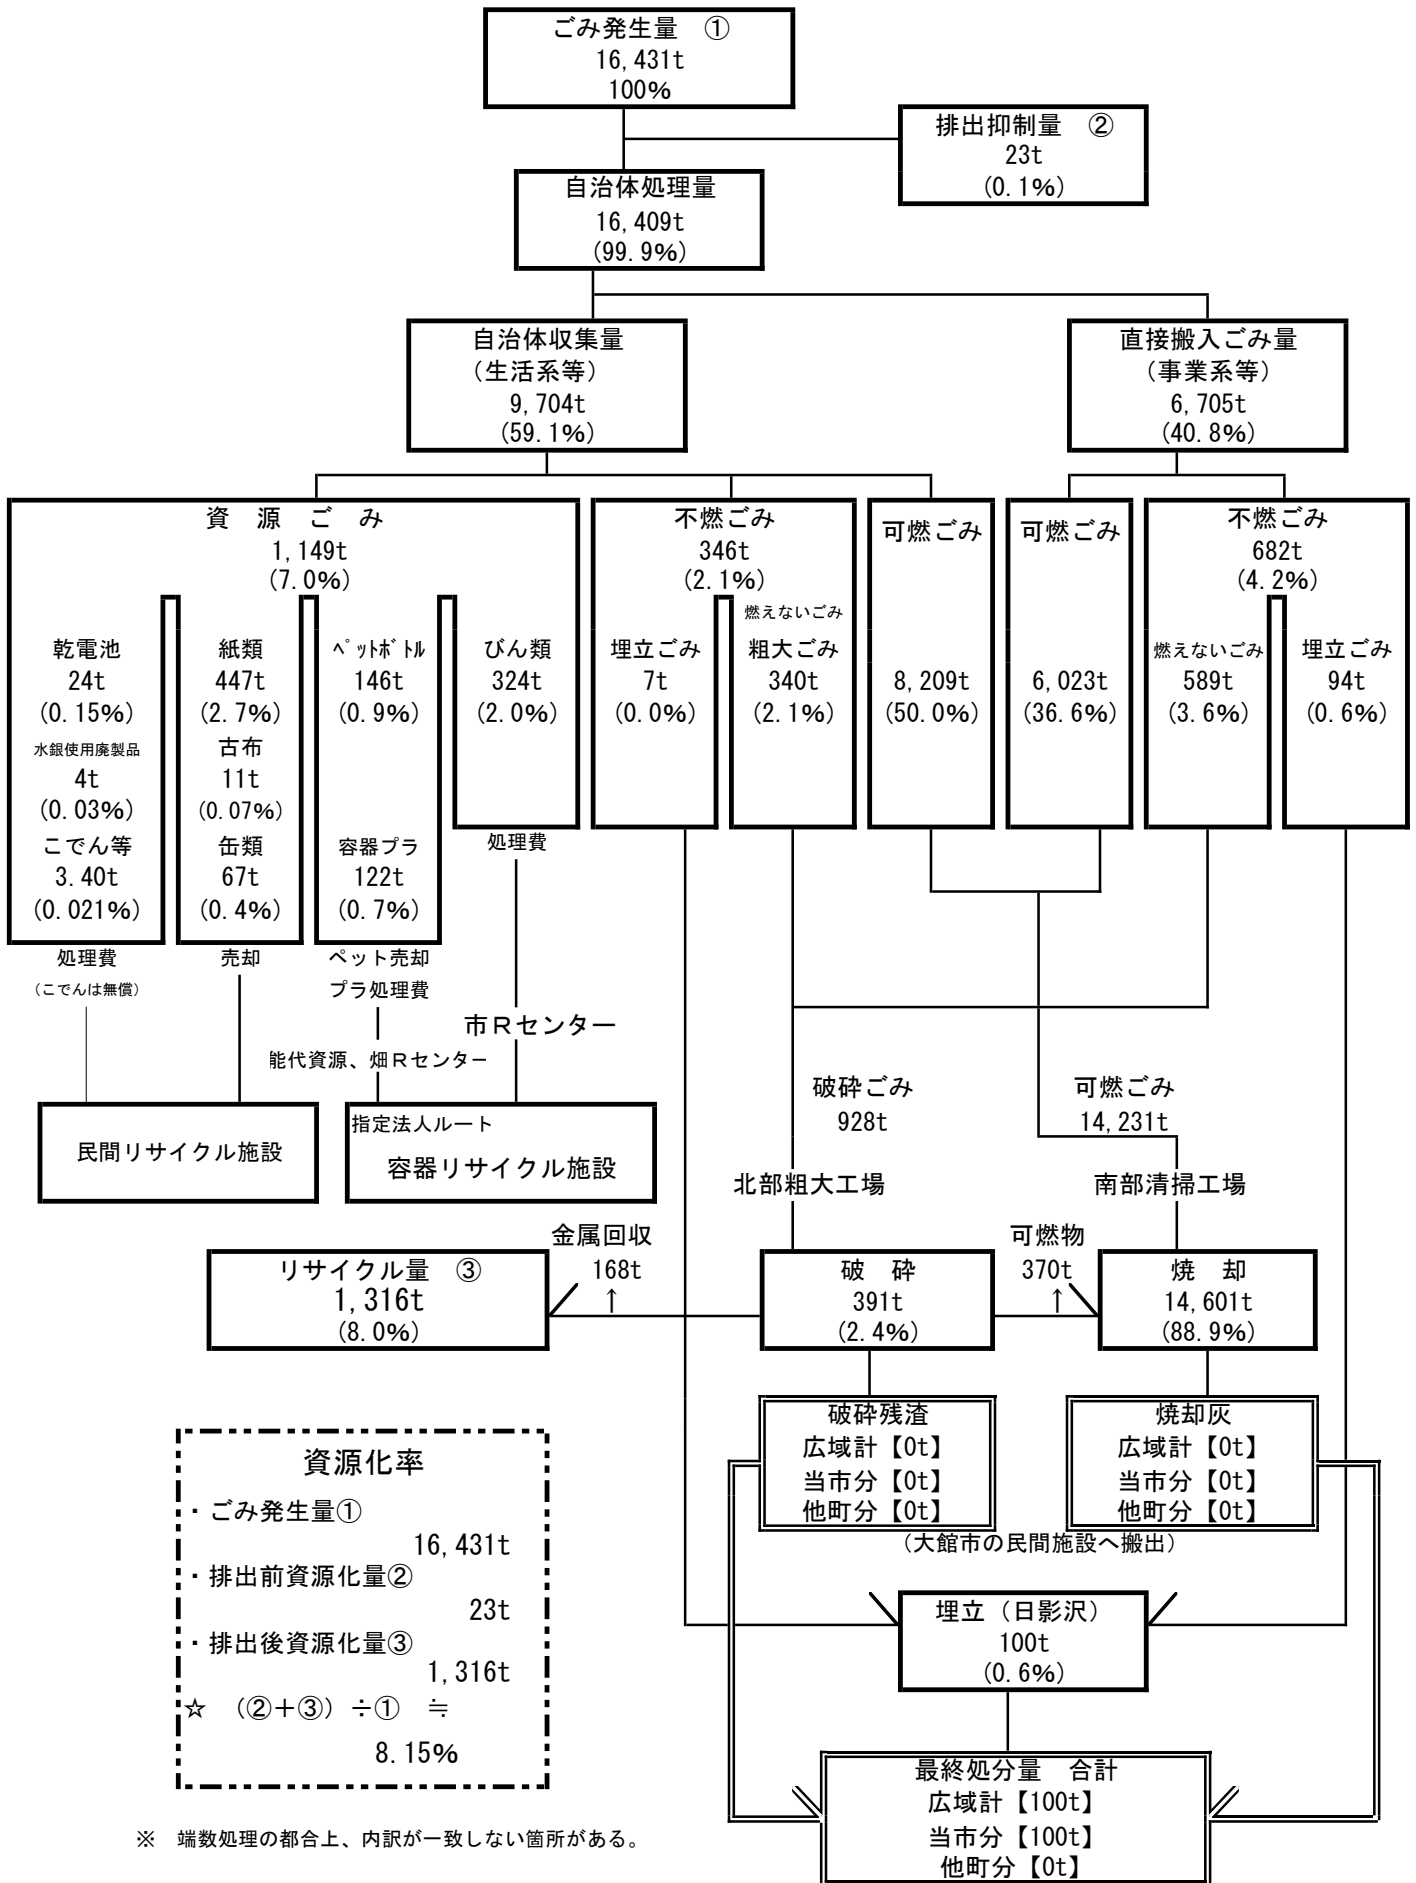 ごみ発生量　①
16,431t
100%
排出抑制量　②
23t
(0.1%)
自治体処理量
16,409t
(99.9%)
自治体収集量
（生活系等）
9,704t
(59.1%)
直接搬入ごみ量
（事業系等）
6,705t
(40.8%)
資　源　ご　み
1,149t
(7.0%)
乾電池
24t
(0.15%)
水銀使用廃製品
4t
(0.03%)
こでん等
3.40t
(0.021%)
処理費
（こでんは無償）
紙類
447t
(2.7%)
古布
11t
(0.07%)
缶類
67t
(0.4%)
売却
ﾍﾟｯﾄﾎﾞﾄﾙ
146t
(0.9%)
容器プラ
122t
(0.7%)
ペット売却
プラ処理費
びん類
324t
(2.0%)
処理費
不燃ごみ
346t
(2.1%)
埋立ごみ
7t
(0.0%)
燃えないごみ
粗大ごみ
340t
(2.1%)
可燃ごみ
8,209t
(50.0%)
可燃ごみ
6,023t
(36.6%)
不燃ごみ
682t
(4.2%)
燃えないごみ
589t
(3.6%)
埋立ごみ
94t
(0.6%)
市Ｒセンター
能代資源、畑Ｒセンター
民間リサイクル施設
指定法人ルート
容器リサイクル施設
破砕ごみ
928t
可燃ごみ
14,231t
北部粗大工場
南部清掃工場
リサイクル量　③
1,316t
(8.0%)
金属回収
168t
↑
破　砕
391t
(2.4%)
可燃物
370t
↑
焼　却
14,601t
(88.9%)
破砕残渣
広域計【0t】
当市分【0t】
他町分【0t】
焼却灰
広域計【0t】
当市分【0t】
他町分【0t】
（大館市の民間施設へ搬出）
資源化率
・ごみ発生量①
16,431t
・排出前資源化量②
23t
・排出後資源化量③
1,316t
☆　（②＋③）÷①　≒
8.15%
埋立（日影沢）
100t
(0.6%)
最終処分量　合計
広域計【100t】
当市分【100t】
他町分【0t】
※　端数処理の都合上、内訳が一致しない箇所がある。